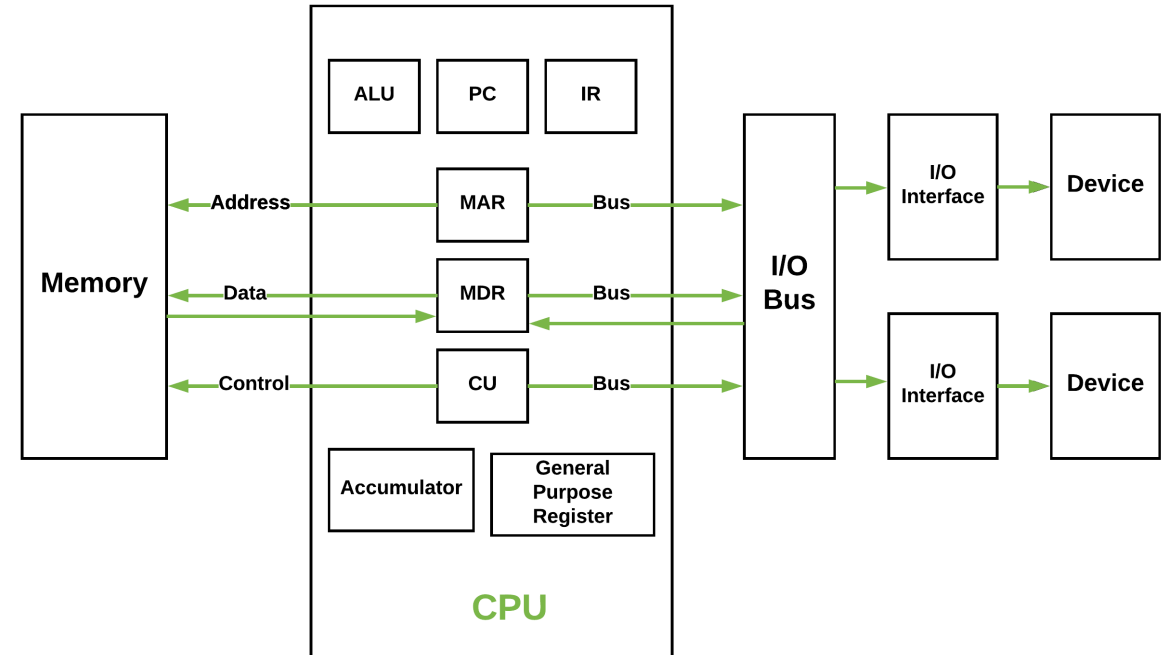 ALU
PC
IR
Memory
Address
MAR
Bus
Data
MDR
Bus
Control
CU
Bus
Accumulator
General
Purpose
Register
CPU
I/O
Bus
I/O
Interface
Device
I/O
Interface
Device